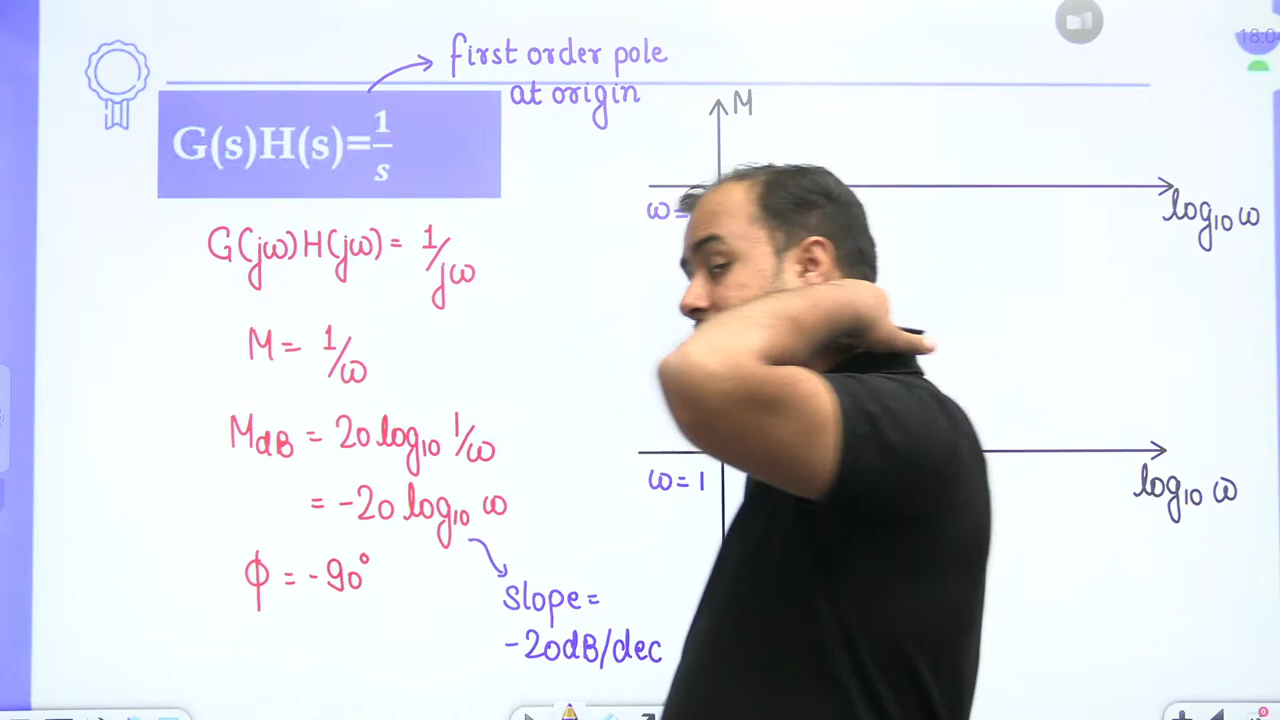 first order pole
at origin
G(s)H(s)=1/s
G(jω)H(jω) = 1/jω
M = 1/ω
MdB = 20 log10 1/ω
= -20 log10 ω
ϕ = -90°
slope =
-20dB/dec
M
ω=
log10 ω
ω=1
log10 ω